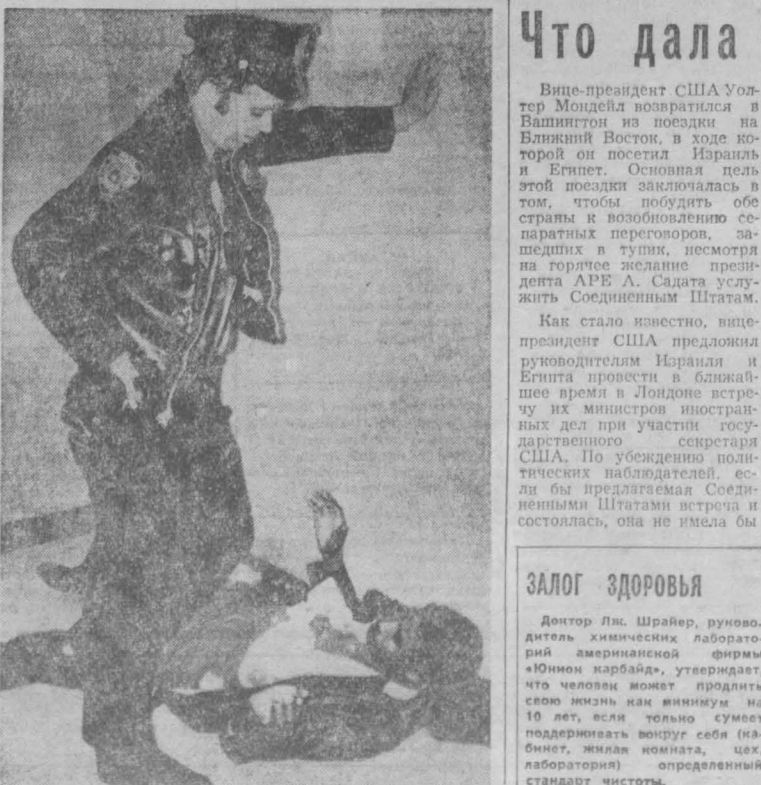 Что дала
Вице-президент США Уол-
тер Мондейл возвратился в
Вашингтон из поездки на
Ближний Восток, в ходе ко-
торой он посетил Израиль
и Египет. Основная цель
этой поездки заключалась в
том, чтобы побудить обе
страны к возобновлению се-
паратных переговоров, за-
шедших в тупик, несмотря
на горячее желание прези-
дента АРЕ А. Садата услу-
жить Соединенным Штатам.
Как стало известно, вице-
президент США предложил
руководителям Израиля и
Египта провести в ближай-
шее время в Лондоне встре-
чу их министров иностран-
ных дел при участии госу-
дарственного секретаря
США. По убеждению поли-
тических наблюдателей, ес-
ли бы предлагаемая Соеди-
ненными Штатами встреча и
состоялась, она не имела бы
ЗАЛОГ ЗДОРОВЬЯ
Доктор Дж. Шрайер, руково-
дитель химических лаборато-
рий американской фирмы
«Юнион карбайд», утверждает,
что человек может продлить
свою жизнь как минимум на
10 лет, если только сумеет
поддерживать вокруг себя (ка-
бинет, жилая комната, цех,
лаборатория) определенный
стандарт чистоты.